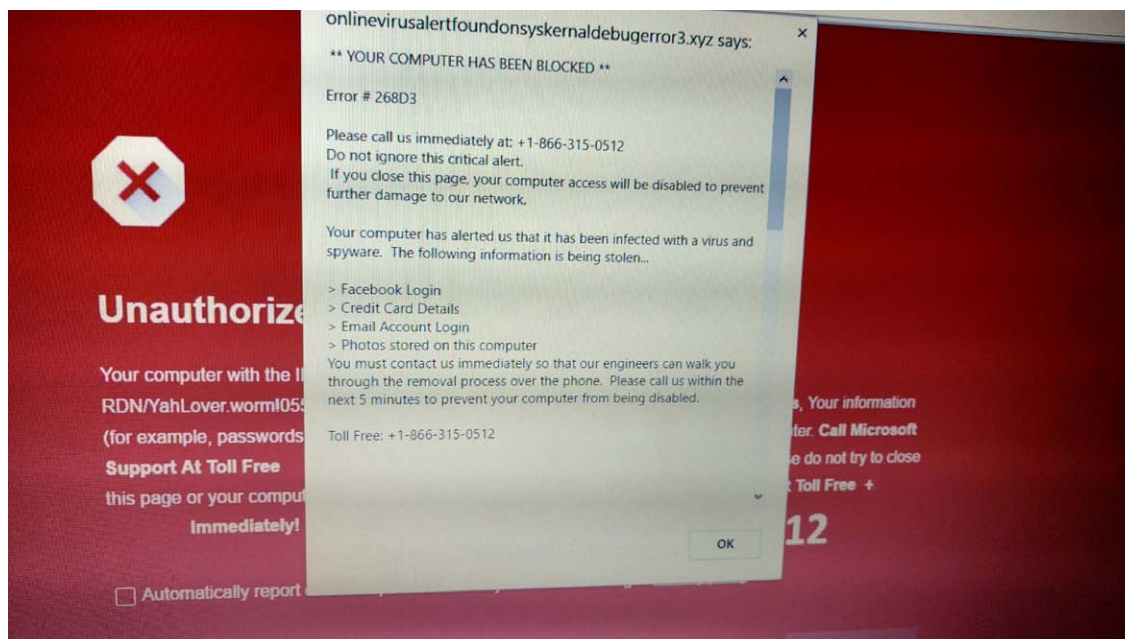 onlinevirusalertfoundonsyskernaldebugerror3.xyz says:
×
** YOUR COMPUTER HAS BEEN BLOCKED **
Error # 268D3
Please call us immediately at: +1-866-315-0512
Do not ignore this critical alert.
If you close this page, your computer access will be disabled to prevent
further damage to our network.
Your computer has alerted us that it has been infected with a virus and
spyware. The following information is being stolen...
> Facebook Login
> Credit Card Details
> Email Account Login
> Photos stored on this computer
You must contact us immediately so that our engineers can walk you
through the removal process over the phone. Please call us within the
next 5 minutes to prevent your computer from being disabled.
Toll Free: +1-866-315-0512
OK
Your computer with the
RDN/YahLover.worm!05
, Your information
(for example, passwords
Call Microsoft
Support At Toll Free
do not try to close
this page or your
Toll Free +
Immediately!
12
Automatically report